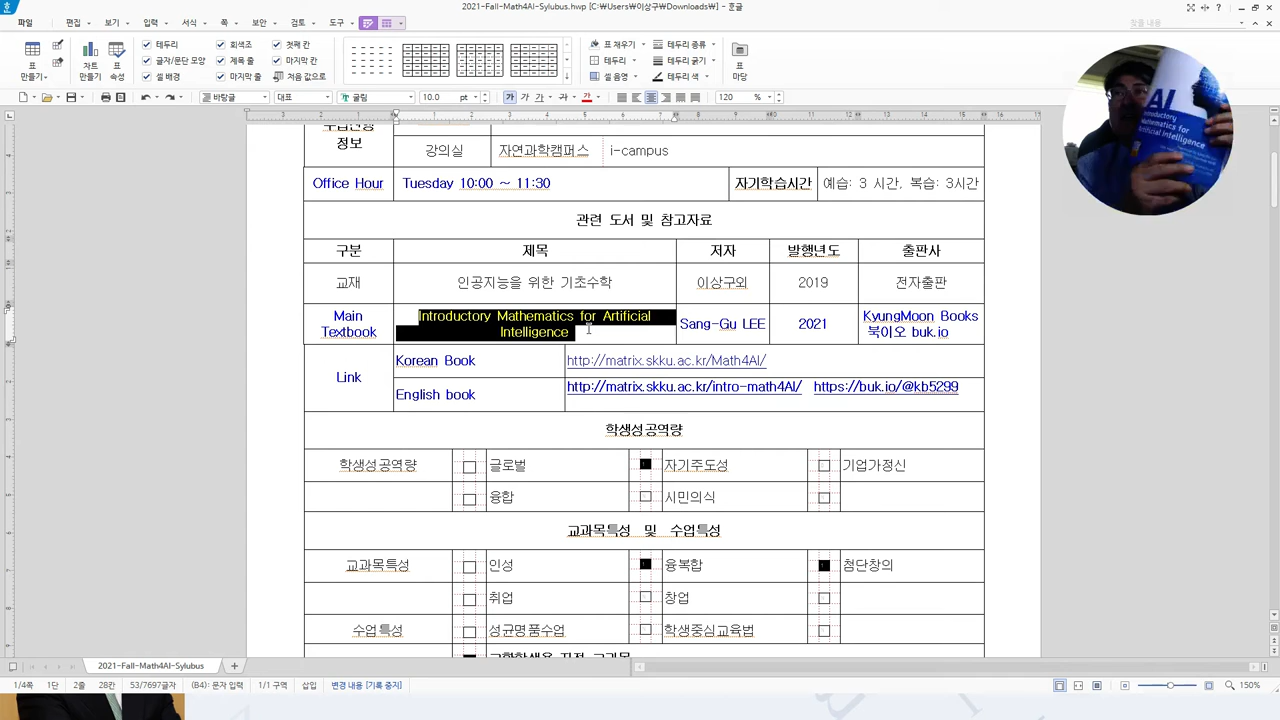 2021-Fall-Math4AI-Sylubus.hwp [C:₩Users₩이상구₩Downloads₩] - 훈글
파일 편집 보기 입력 서식 쪽 보안 검토 도구 찾을 내용
표 만들기 차트 만들기 표 속성
테두리 회색조 첫째 칸
글자/문단 모양 제목 줄 마지막 칸
셀 배경 마지막 줄 처음 값으로
표 채우기 테두리 종류
테두리 테두리 굵기
셀 음영 테두리 색
표 마당
바탕글 대표 굴림 10.0 pt 가 가 가 가 가 120 %
AI
Introductory
Mathematics for
Artificial Intelligence
정보 강의실 자연과학캠퍼스 i-campus
Office Hour Tuesday 10:00 ~ 11:30 자기학습시간 예습: 3 시간, 복습: 3시간
관련 도서 및 참고자료
구분 제목 저자 발행년도 출판사
교재 인공지능을 위한 기초수학 이상구외 2019 전자출판
Main Textbook Introductory Mathematics for Artificial Intelligence Sang-Gu LEE 2021 KyungMoon Books 북이오 buk.io
Link Korean Book http://matrix.skku.ac.kr/Math4AI/
English book http://matrix.skku.ac.kr/intro-math4AI/ https://buk.io/@kb5299
학생성공역량
학생성공역량 글로벌 자기주도성 기업가정신
융합 시민의식
교과목특성 및 수업특성
교과목특성 인성 융복합 첨단창의
취업 창업
수업특성 성균명품수업 학생중심교육법
2021-Fall-Math4AI-Sylubus
1/4쪽 1단 2줄 28칸 53/7697글자 (B4): 문자 입력 1/1 구역 삽입 변경 내용 [기록 중지] 150%